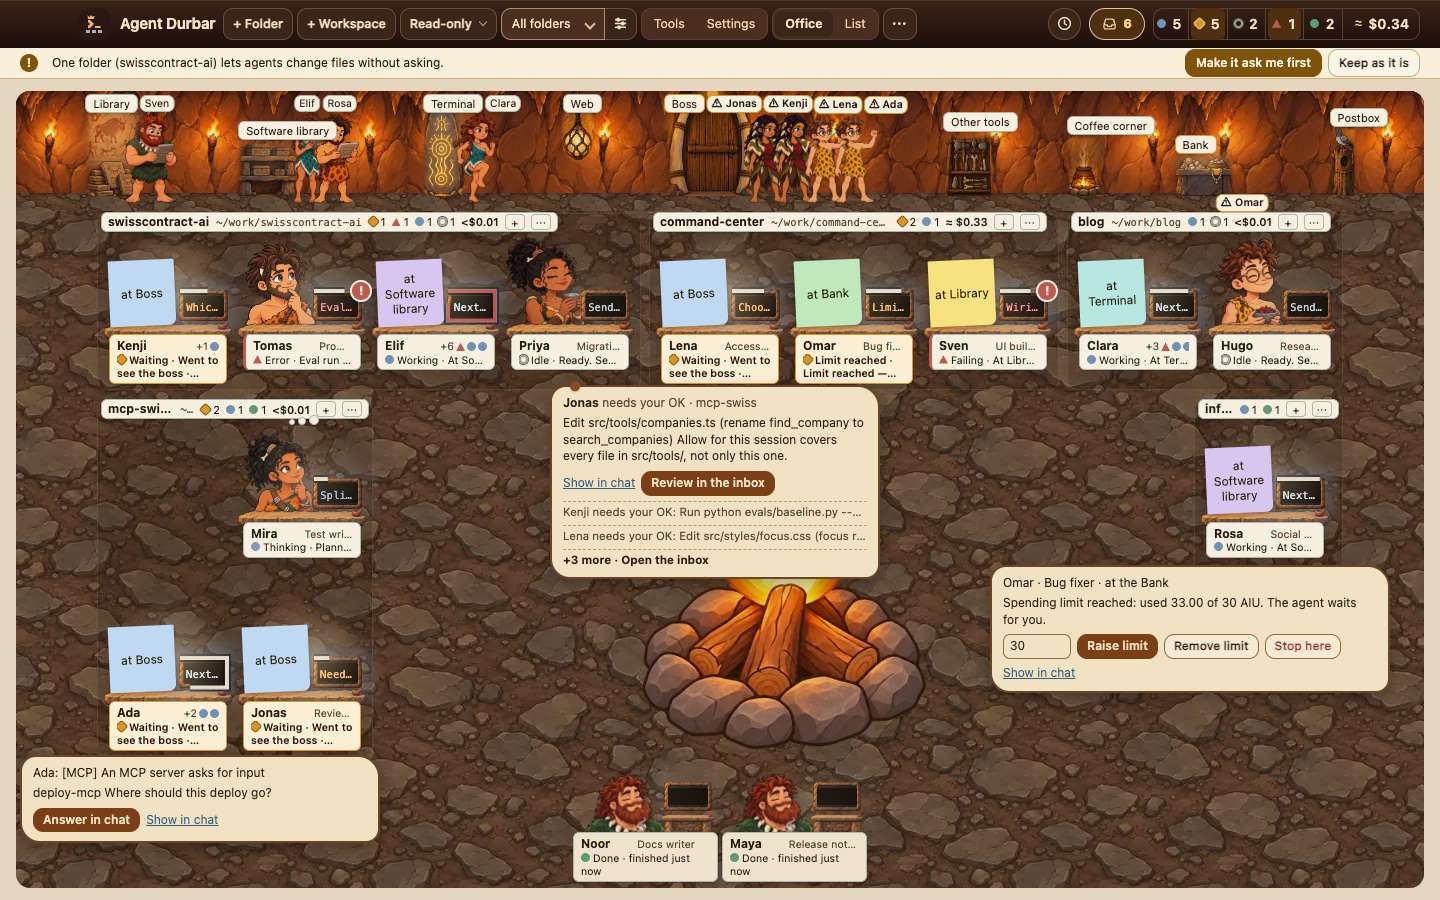 Agent Durbar
+ Folder
+ Workspace
Read-only
All folders
Tools
Settings
Office
List
6
5
5
2
1
2
≈ $0.34
! One folder (swisscontract-ai) lets agents change files without asking.
Make it ask me first
Keep as it is
Library
Sven
Elif
Rosa
Software library
Terminal
Clara
Web
Boss
Jonas
Kenji
Lena
Ada
Other tools
Coffee corner
Bank
Postbox
Omar
swisscontract-ai ~/work/swisscontract-ai 1 1 1 1 <$0.01 + ...
command-center ~/work/command-ce... 2 1 ≈ $0.33 + ...
blog ~/work/blog 1 1 <$0.01 + ...
at Boss
Whic...
Eval...
!
at
Software
library
Next...
Send...
at Boss
Choo...
at Bank
Limi...
at Library
Wiri...
!
at
Terminal
Next...
Send...
Kenji +1
Waiting · Went to
see the boss ·...
Tomas Pro...
Error · Eval run ...
Elif +6
Working · At So...
Priya Migrati...
Idle · Ready. Se...
Lena Access...
Waiting · Went to
see the boss ·...
Omar Bug fi...
Limit reached ·
Limit reached —...
Sven UI buil...
Failing · At Libr...
Clara +3
Working · At Ter...
Hugo Resea...
Idle · Ready. Se...
mcp-swi... ~... 2 1 1 <$0.01 + ...
inf... 1 1 + ...
Spli...
Mira Test wri...
Thinking · Plann...
Jonas needs your OK · mcp-swiss
Edit src/tools/companies.ts (rename find_company to
search_companies) Allow for this session covers
every file in src/tools/, not only this one.
Show in chat
Review in the inbox
Kenji needs your OK: Run python evals/baseline.py --...
Lena needs your OK: Edit src/styles/focus.css (focus r...
+3 more · Open the inbox
at
Software
library
Next...
Rosa Social ...
Working · At So...
Omar · Bug fixer · at the Bank
Spending limit reached: used 33.00 of 30 AIU. The agent waits
for you.
30
Raise limit
Remove limit
Stop here
Show in chat
at Boss
Next...
at Boss
Need...
Ada +2
Waiting · Went to
see the boss ·...
Jonas Revie...
Waiting · Went to
see the boss ·...
Ada: [MCP] An MCP server asks for input
deploy-mcp Where should this deploy go?
Answer in chat
Show in chat
Noor Docs writer
Done · finished just
now
Maya Release not...
Done · finished just
now